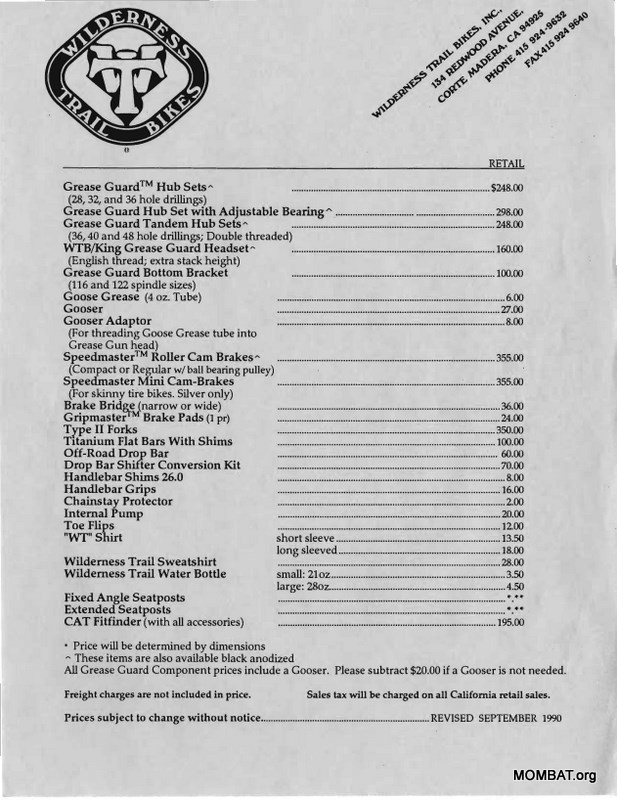 WILDERNESS
TRAIL BIKES
®
WILDERNESS TRAIL BIKES, INC.,
134 REDWOOD AVENUE,
CORTE MADERA, CA 94925
PHONE 415 924-9632
FAX 415 924 9640
RETAIL
Grease Guard™ Hub Sets^ ........ $248.00
(28, 32, and 36 hole drillings)
Grease Guard Hub Set with Adjustable Bearing^ ........ 298.00
Grease Guard Tandem Hub Sets^ ........ 248.00
(36, 40 and 48 hole drillings; Double threaded)
WTB/King Grease Guard Headset^ ........ 160.00
(English thread; extra stack height)
Grease Guard Bottom Bracket ........ 100.00
(116 and 122 spindle sizes)
Goose Grease (4 oz. Tube) ........ 6.00
Gooser ........ 27.00
Gooser Adaptor ........ 8.00
(For threading Goose Grease tube into
Grease Gun head)
Speedmaster™ Roller Cam Brakes^ ........ 355.00
(Compact or Regular w/ball bearing pulley)
Speedmaster Mini Cam-Brakes ........ 355.00
(For skinny tire bikes. Silver only)
Brake Bridge (narrow or wide) ........ 36.00
Gripmaster™ Brake Pads (1 pr) ........ 24.00
Type II Forks ........ 350.00
Titanium Flat Bars With Shims ........ 100.00
Off-Road Drop Bar ........ 60.00
Drop Bar Shifter Conversion Kit ........ 70.00
Handlebar Shims 26.0 ........ 8.00
Handlebar Grips ........ 16.00
Chainstay Protector ........ 2.00
Internal Pump ........ 20.00
Toe Flips ........ 12.00
"WT" Shirt short sleeve ........ 13.50
long sleeved ........ 18.00
Wilderness Trail Sweatshirt ........ 28.00
Wilderness Trail Water Bottle small: 21oz ........ 3.50
large: 28oz ........ 4.50
Fixed Angle Seatposts ........ *.**
Extended Seatposts ........ *.**
CAT Fitfinder (with all accessories) ........ 195.00
* Price will be determined by dimensions
^ These items are also available black anodized
All Grease Guard Component prices include a Gooser. Please subtract $20.00 if a Gooser is not needed.
Freight charges are not included in price. Sales tax will be charged on all California retail sales.
Prices subject to change without notice ........ REVISED SEPTEMBER 1990
MOMBAT.org